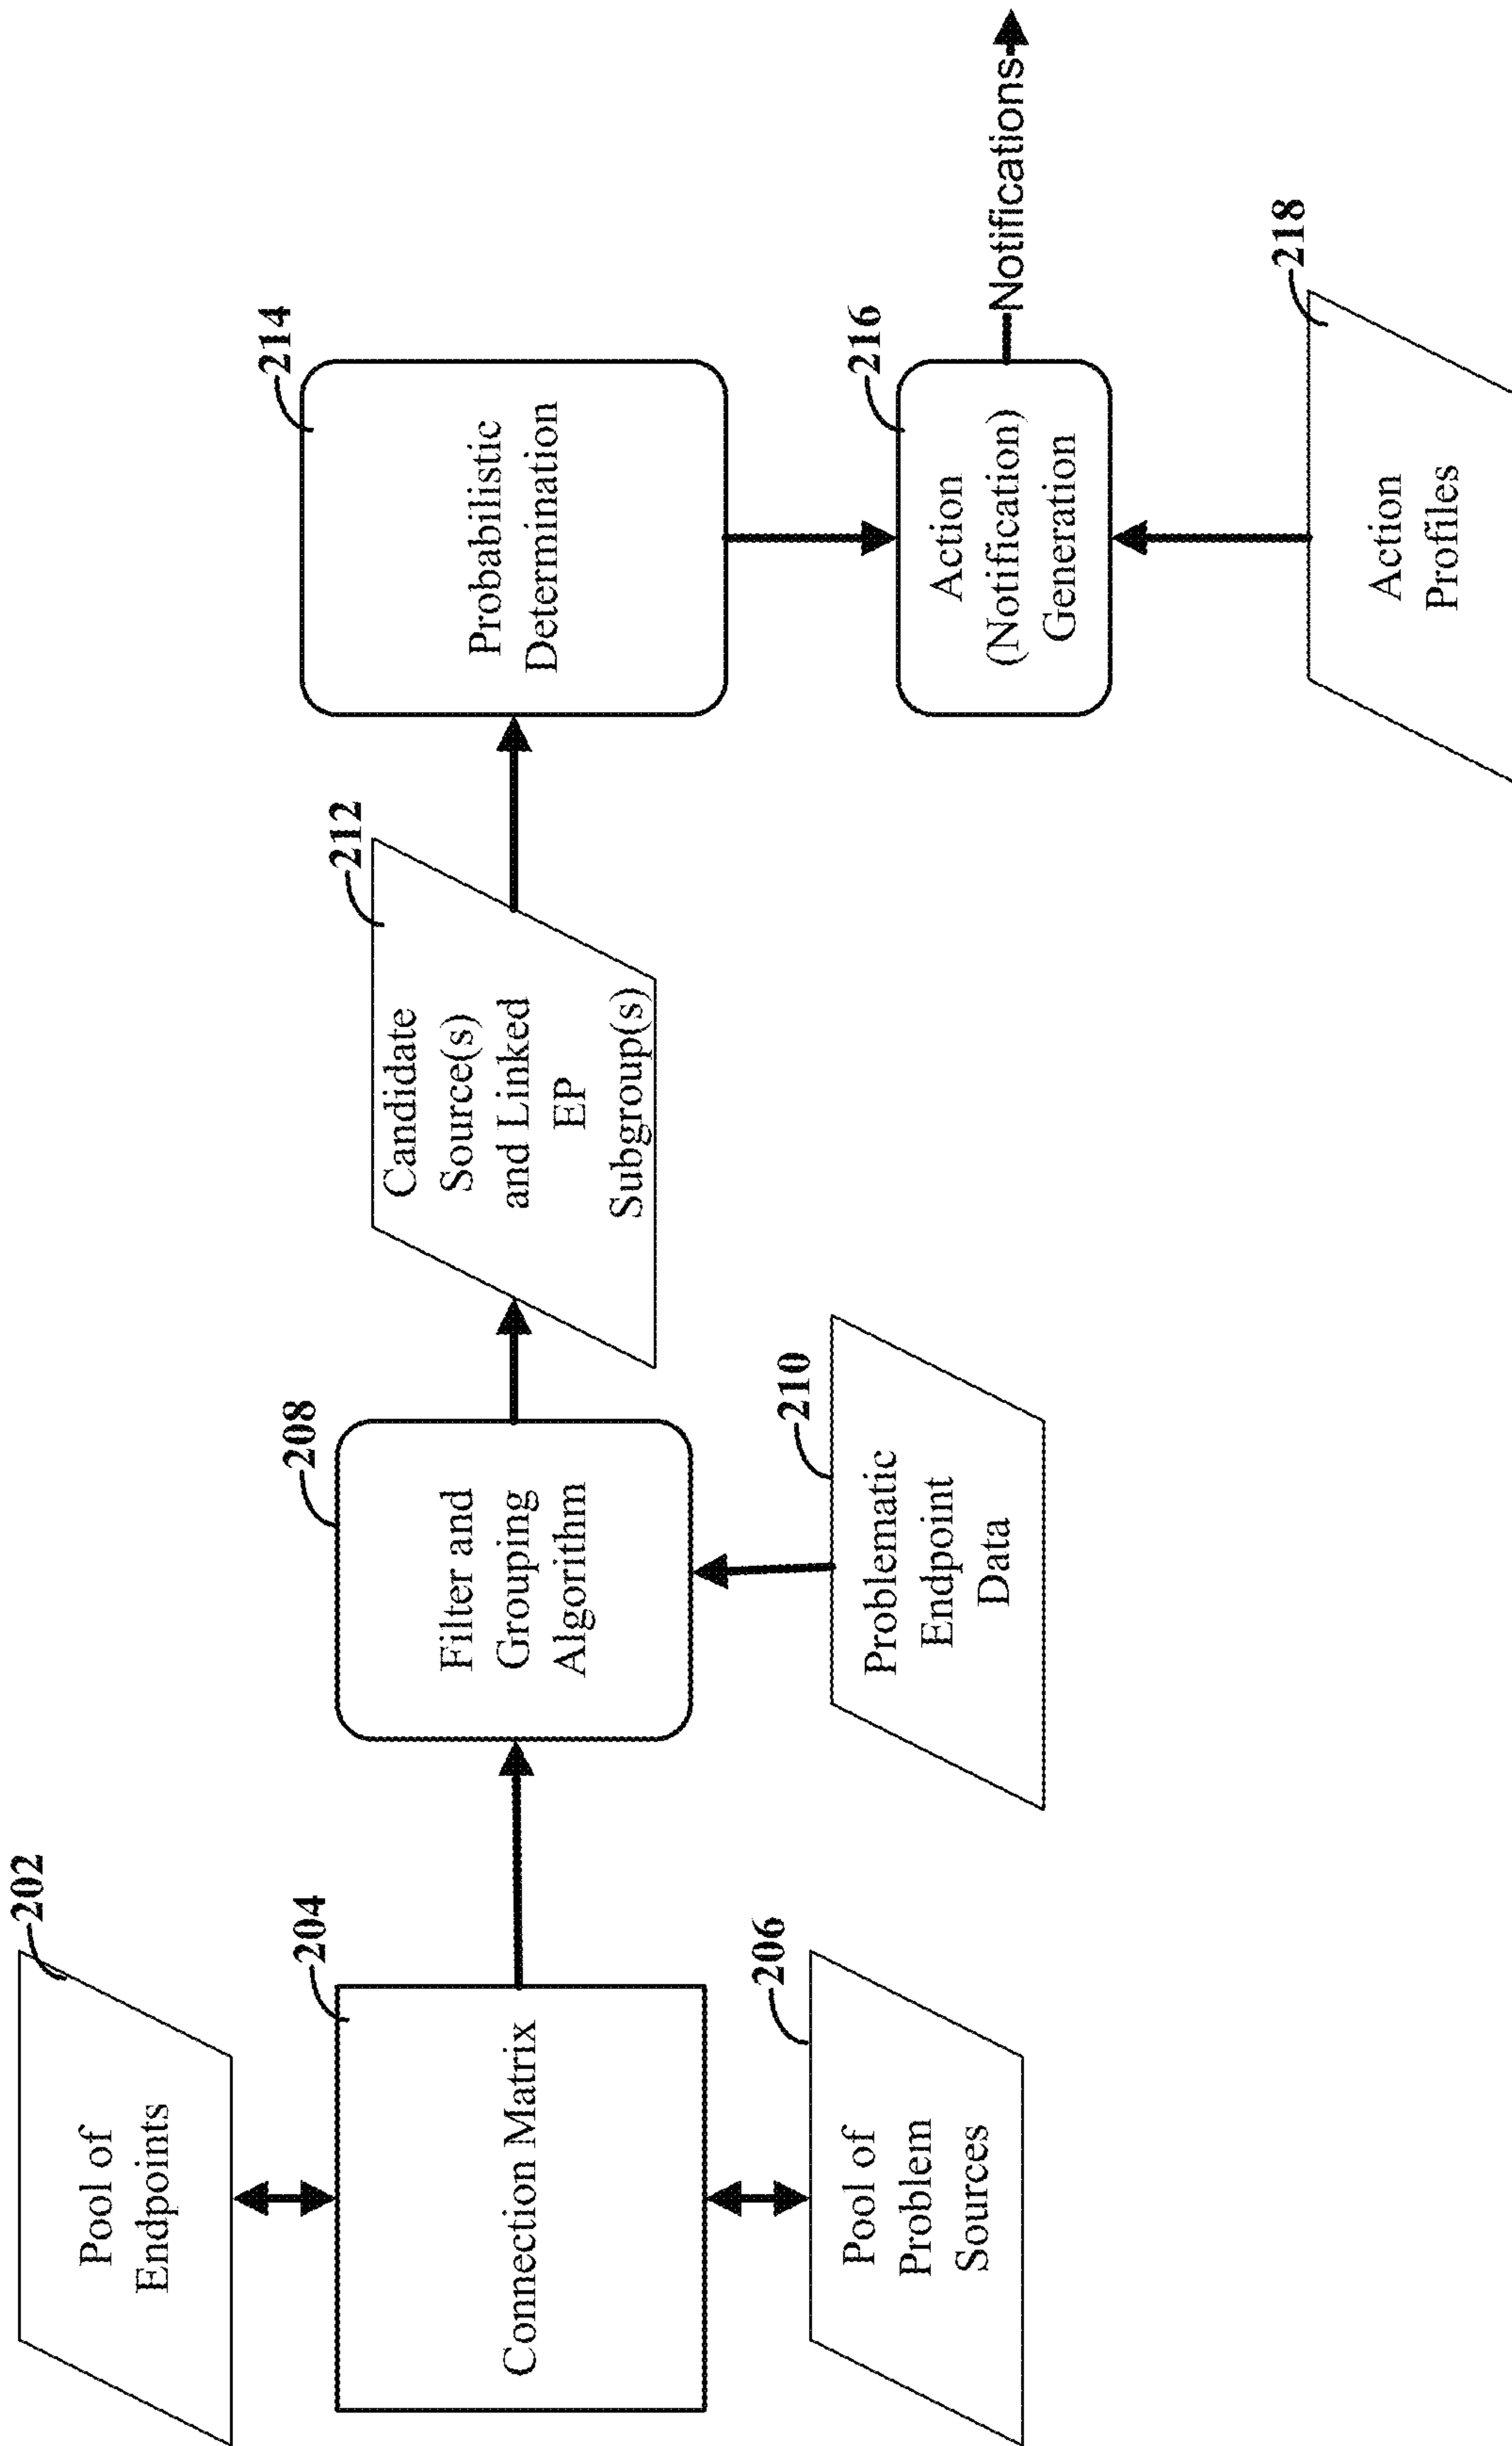 202
Pool of
Endpoints
204
Connection Matrix
206
Pool of
Problem
Sources
208
Filter and
Grouping
Algorithm
210
Problematic
Endpoint
Data
212
Candidate
Source(s)
and Linked
EP
Subgroup(s)
214
Probabilistic
Determination
216
Action
(Notification)
Generation
Notifications
218
Action
Profiles